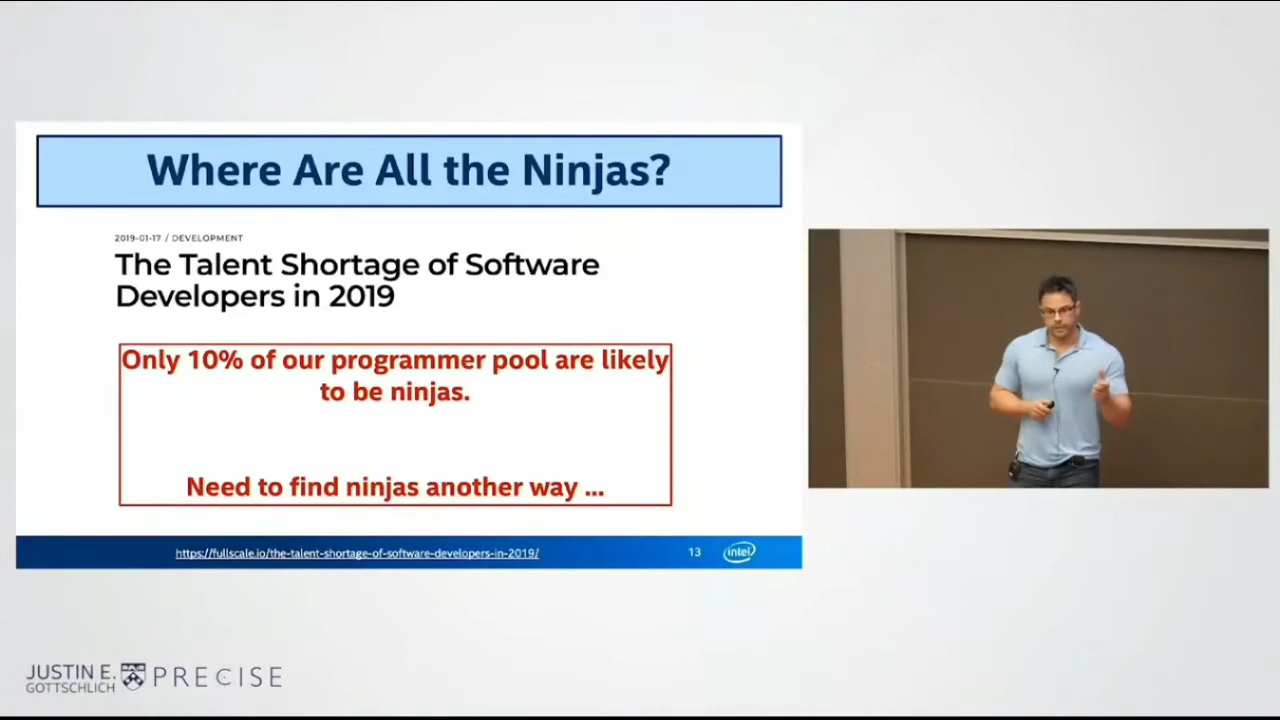 Where Are All the Ninjas?
2019-01-17 / DEVELOPMENT
The Talent Shortage of Software
Developers in 2019
Only 10% of our programmer pool are likely
to be ninjas.
Need to find ninjas another way ...
https://fullscale.io/the-talent-shortage-of-software-developers-in-2019/
13
intel
JUSTIN E.
GOTTSCHLICH
PRECISE